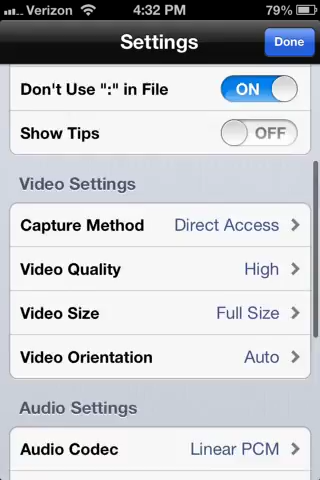 Verizon 4:32 PM 79%
Settings Done
Don't Use ":" in File ON
Show Tips OFF
Video Settings
Capture Method Direct Access
Video Quality High
Video Size Full Size
Video Orientation Auto
Audio Settings
Audio Codec Linear PCM